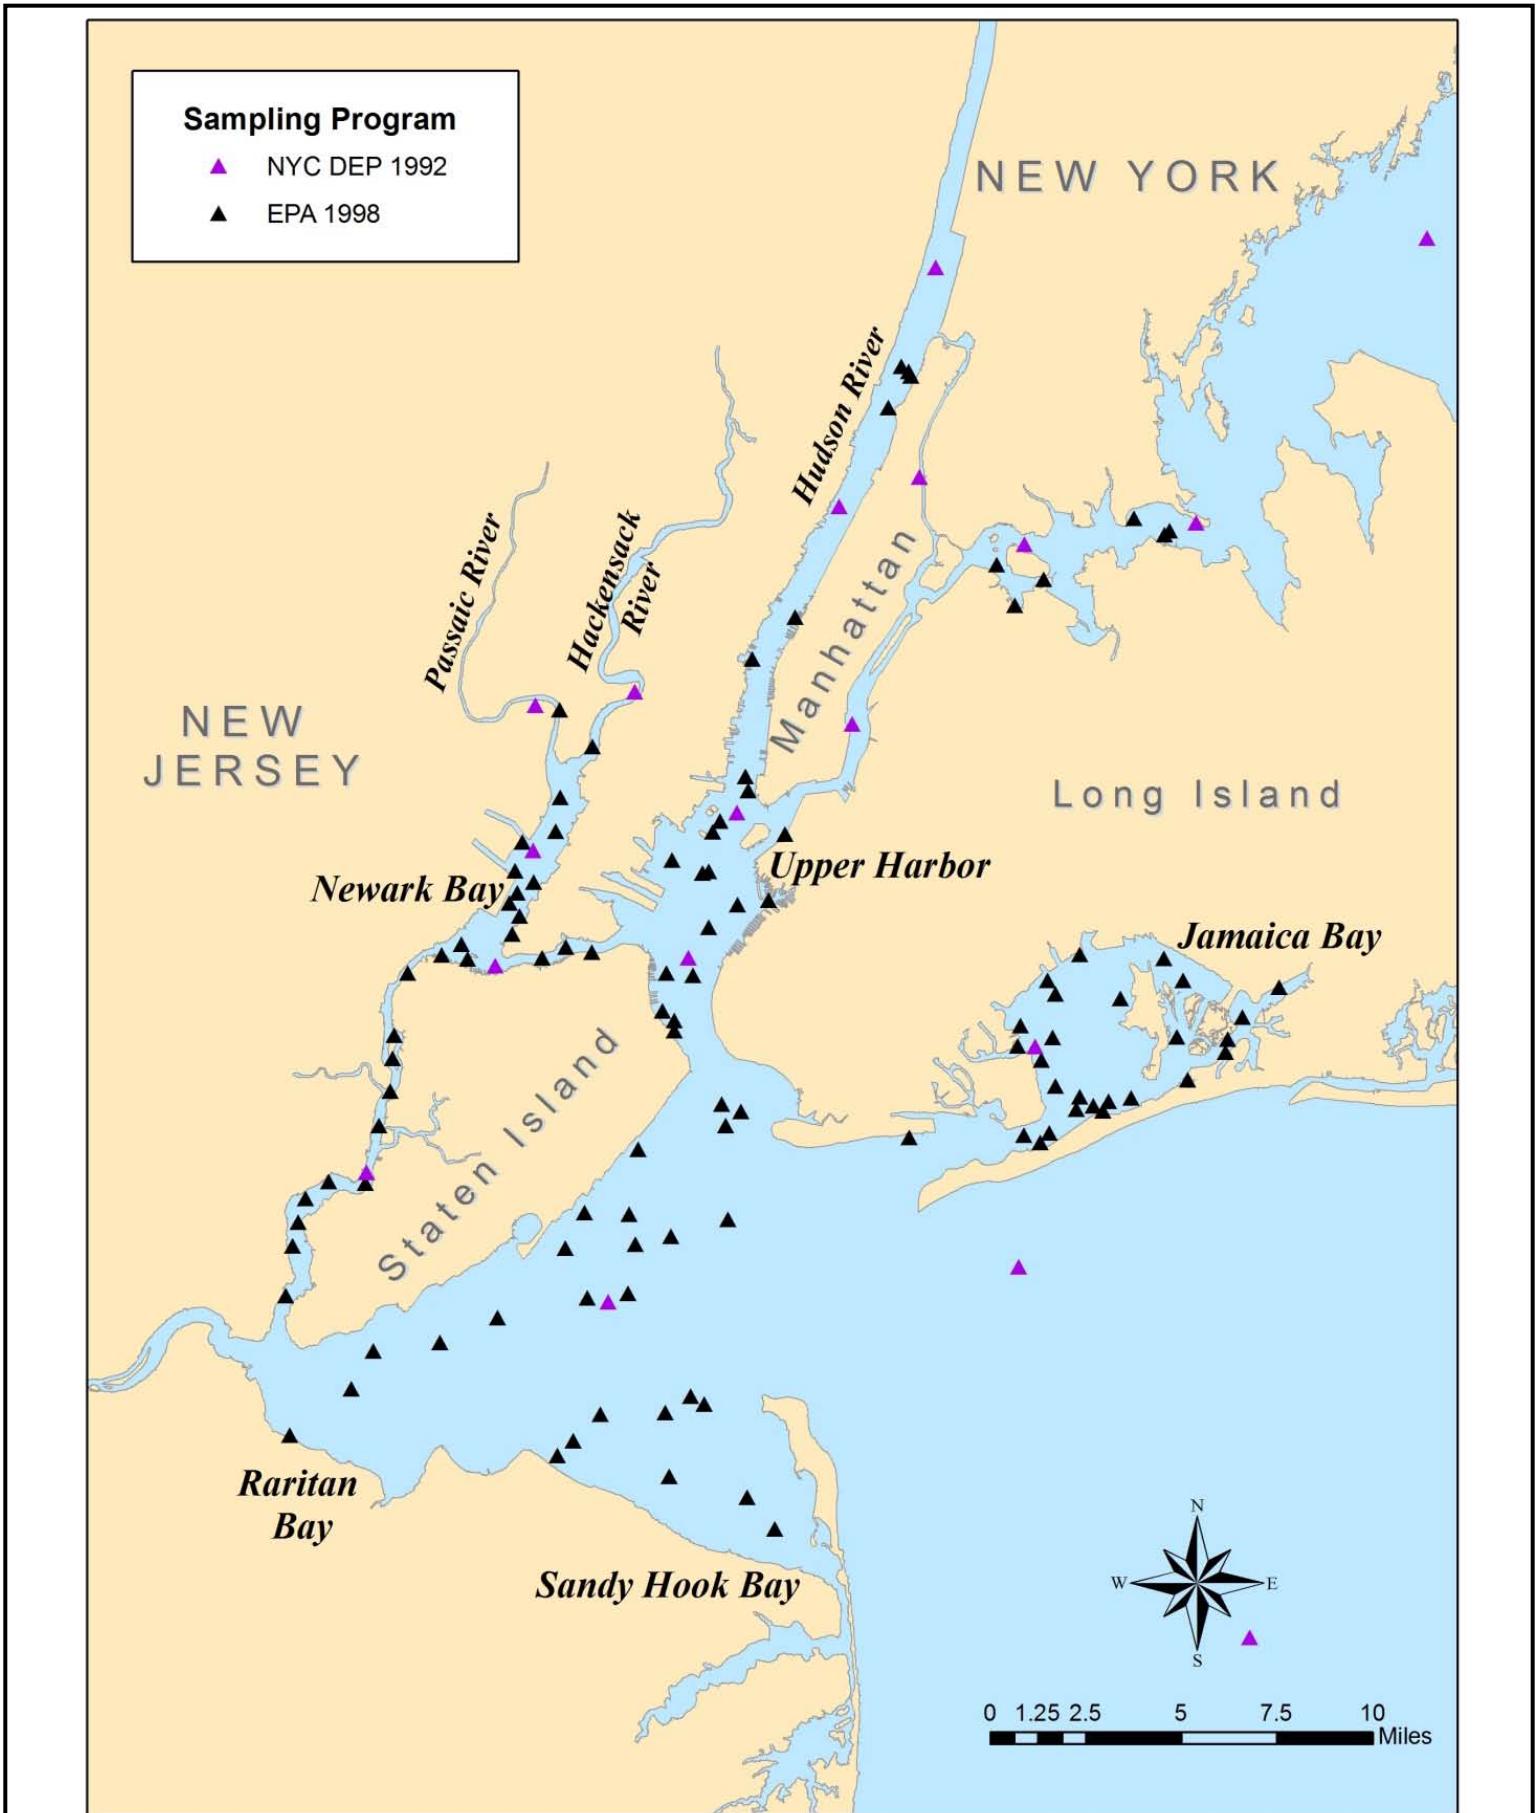 Sampling Program
NYC DEP 1992
EPA 1998
NEW YORK
Hudson River
Passaic River
Hackensack
River
Manhattan
NEW
JERSEY
Long Island
Upper Harbor
Newark Bay
Jamaica Bay
Staten Island
Raritan
Bay
Sandy Hook Bay
N
W
E
S
0 1.25 2.5 5 7.5 10
Miles